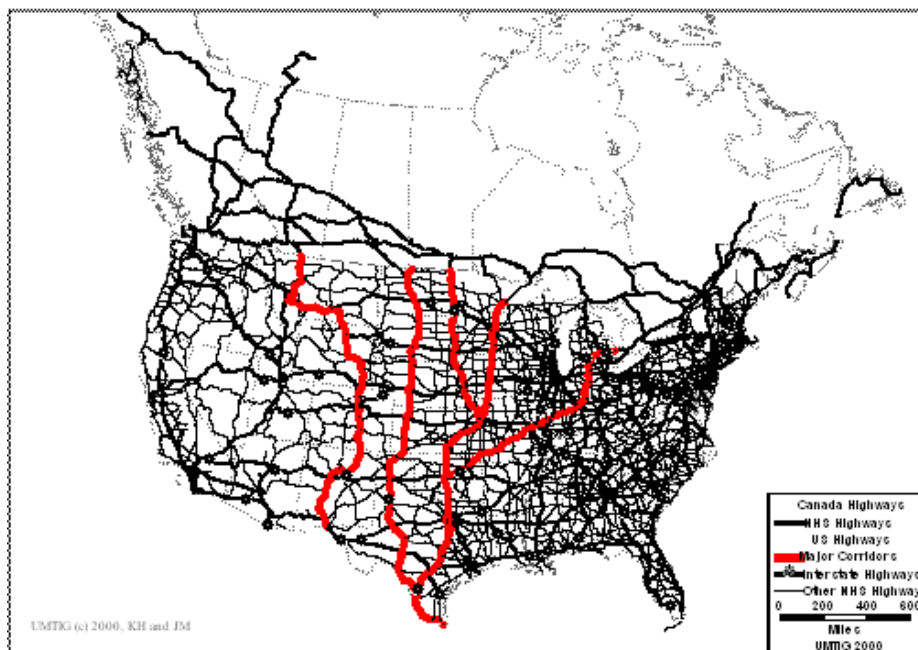 Canada Highways
NHS Highways
US Highways
Major Corridors
Interstate Highways
Other NHS Highway
0 200 400 600
Miles
UMTIG 2000
UMTIG (c) 2000, KH and JM